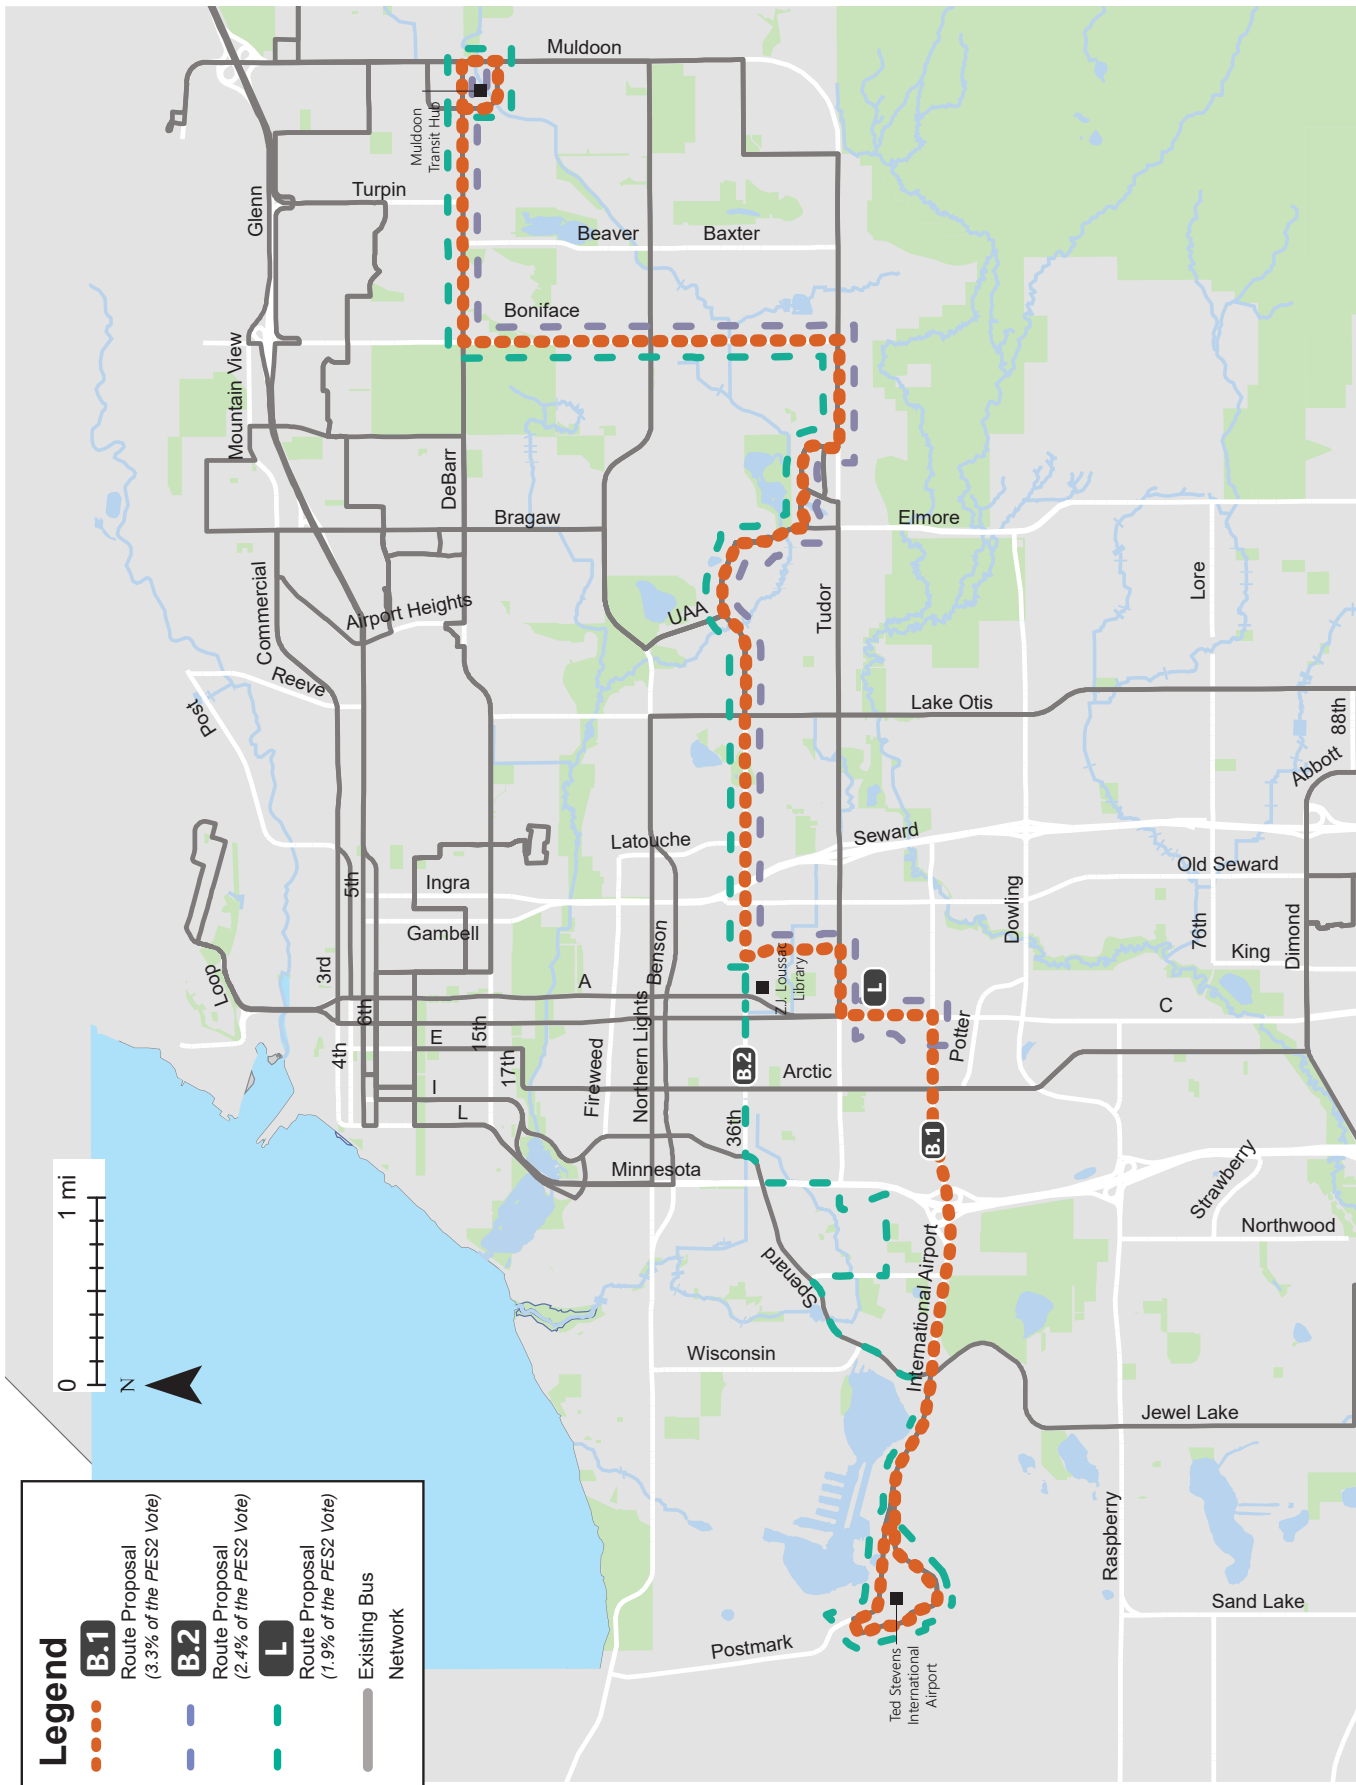 Legend
B.1
Route Proposal
(3.3% of the PES2 Vote)
B.2
Route Proposal
(2.4% of the PES2 Vote)
L
Route Proposal
(1.9% of the PES2 Vote)
Existing Bus
Network
0
1 mi
N
Muldoon
Muldoon
Transit Hub
Glenn
Turpin
Beaver
Baxter
Boniface
Mountain View
DeBarr
Bragaw
Elmore
Lore
Commercial
Airport Heights
UAA
Tudor
Reeve
Post
Lake Otis
88th
Abbott
Latouche
Seward
Old Seward
5th
Ingra
Gambell
Dowling
76th
King
Dimond
Loop
3rd
6th
A
Benson
Z.J. Loussac
Library
L
C
4th
E
15th
17th
Fireweed
Northern Lights
B.2
Arctic
Potter
I
L
36th
B.1
Minnesota
Strawberry
Northwood
Spenard
International Airport
Wisconsin
Jewel Lake
Raspberry
Sand Lake
Postmark
Ted Stevens
International
Airport